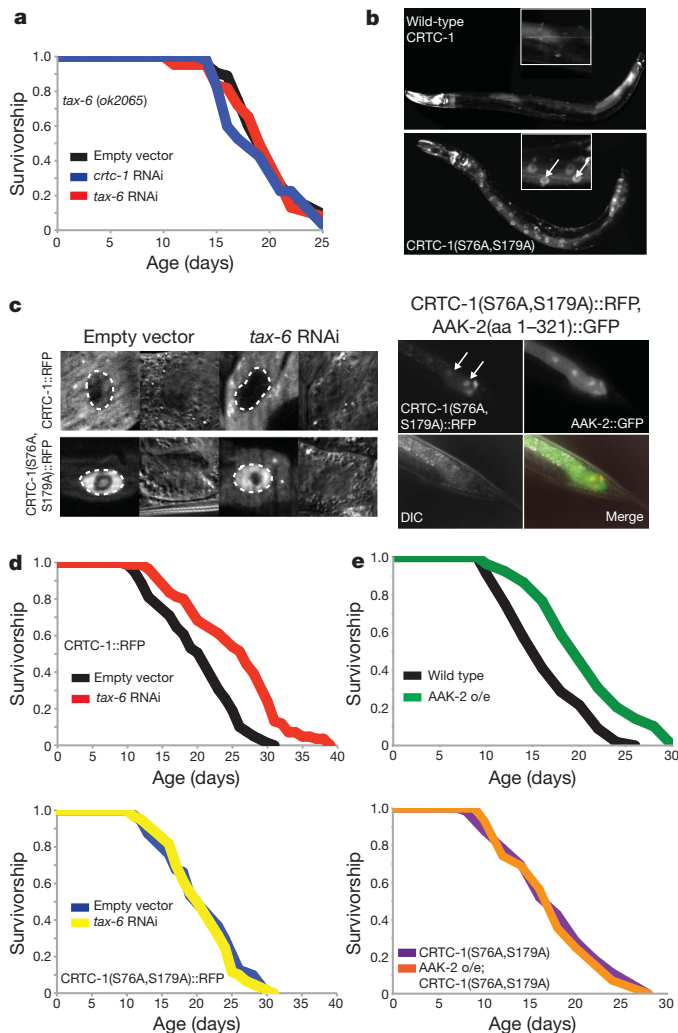 a
Survivorship
1.0
0.8
0.6
0.4
0.2
0
tax-6 (ok2065)
Empty vector
crtc-1 RNAi
tax-6 RNAi
0 5 10 15 20 25
Age (days)
b
Wild-type
CRTC-1
CRTC-1(S76A,S179A)
c
Empty vector
tax-6 RNAi
CRTC-1::RFP
CRTC-1(S76A,
S179A)::RFP
CRTC-1(S76A,S179A)::RFP,
AAK-2(aa 1–321)::GFP
CRTC-1(S76A,
S179A)::RFP
AAK-2::GFP
DIC
Merge
d
Survivorship
1.0
0.8
0.6
0.4
0.2
0
CRTC-1::RFP
Empty vector
tax-6 RNAi
0 5 10 15 20 25 30 35 40
Age (days)
e
Survivorship
1.0
0.8
0.6
0.4
0.2
0
Wild type
AAK-2 o/e
0 5 10 15 20 25 30
Age (days)
Survivorship
1.0
0.8
0.6
0.4
0.2
0
Empty vector
tax-6 RNAi
CRTC-1(S76A,S179A)::RFP
0 5 10 15 20 25 30 35 40
Age (days)
Survivorship
1.0
0.8
0.6
0.4
0.2
0
CRTC-1(S76A,S179A)
AAK-2 o/e;
CRTC-1(S76A,S179A)
0 5 10 15 20 25 30
Age (days)